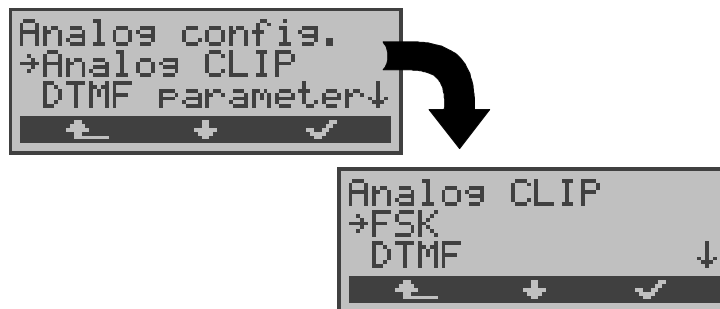 Analog config.
→Analog CLIP
DTMF parameter↓
Analog CLIP
→FSK
DTMF ↓